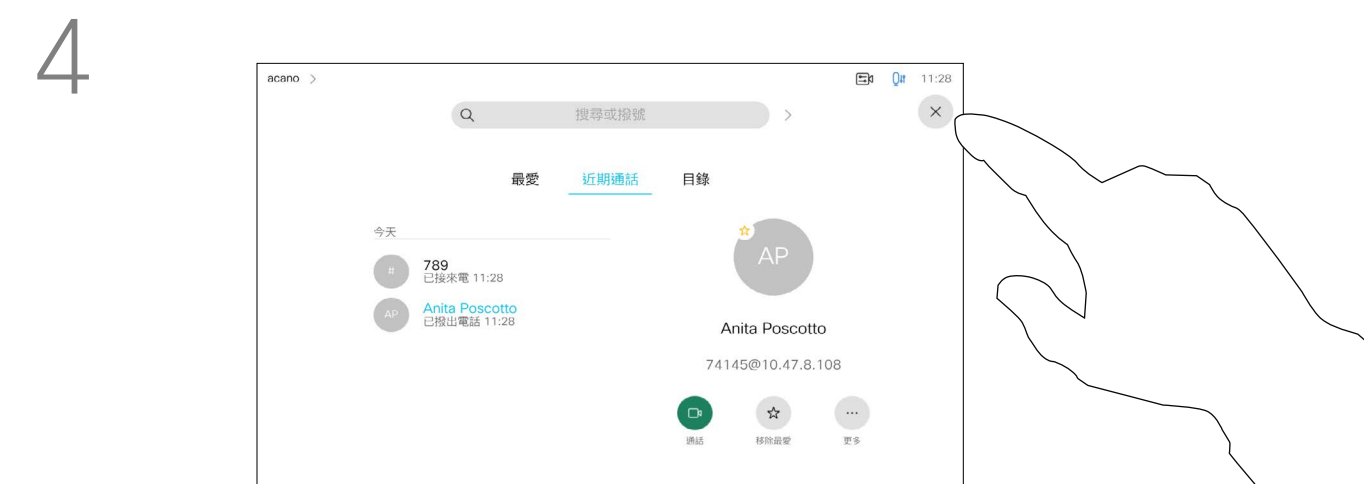 4
acano >
11:28
搜尋或撥號
最愛 近期通話 目錄
今天
#
789
已接來電 11:28
AP
Anita Poscotto
已撥出電話 11:28
AP
Anita Poscotto
74145@10.47.8.108
通話 移除最愛 更多